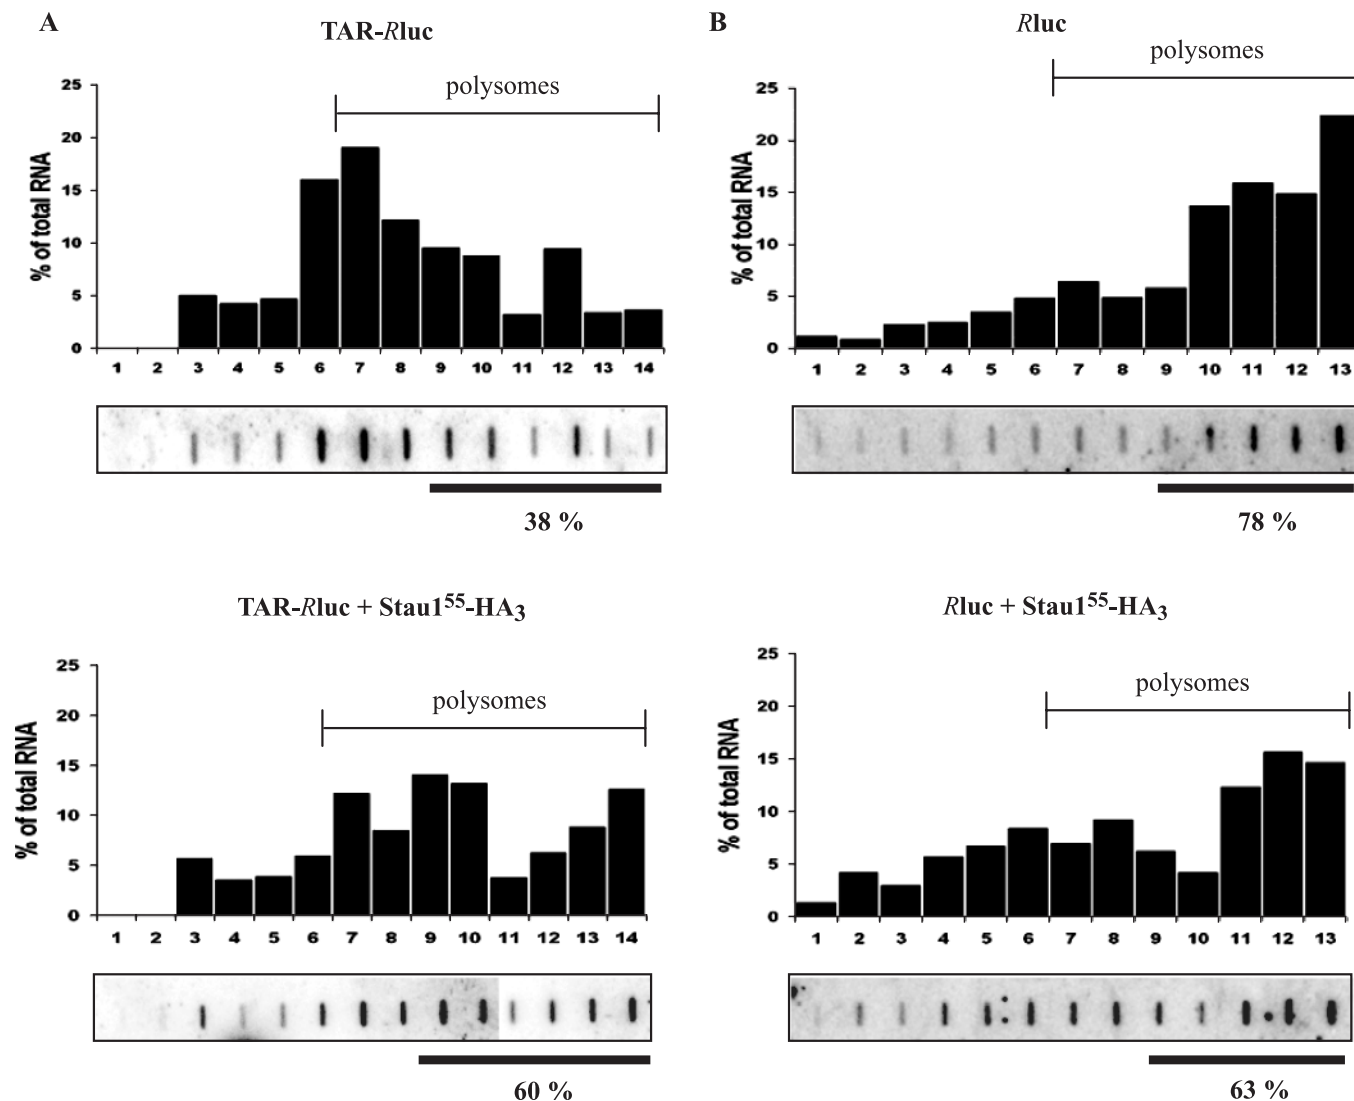 A
TAR-Rluc
polysomes
25
20
15
10
5
0
% of total RNA
1 2 3 4 5 6 7 8 9 10 11 12 13 14
38 %
B
Rluc
polysomes
25
20
15
10
5
0
% of total RNA
1 2 3 4 5 6 7 8 9 10 11 12 13
78 %
TAR-Rluc + Stau1⁵⁵-HA₃
polysomes
25
20
15
10
5
0
% of total RNA
1 2 3 4 5 6 7 8 9 10 11 12 13 14
60 %
Rluc + Stau1⁵⁵-HA₃
polysomes
25
20
15
10
5
0
% of total RNA
1 2 3 4 5 6 7 8 9 10 11 12 13
63 %